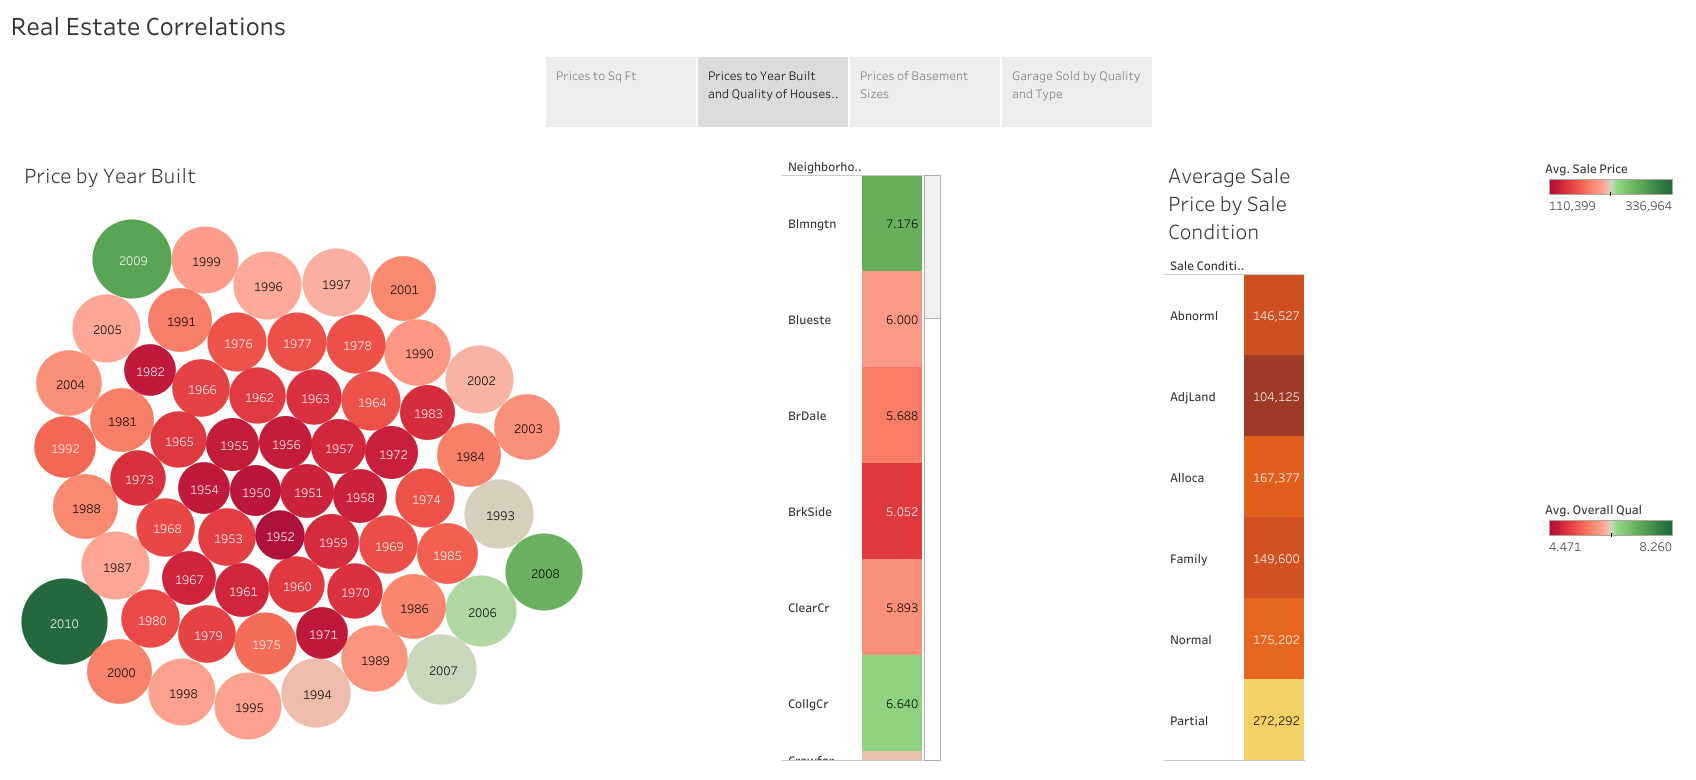 Real Estate Correlations
Prices to Sq Ft
Prices to Year Built
and Quality of Houses..
Prices of Basement
Sizes
Garage Sold by Quality
and Type
Price by Year Built
2009
1999
1996
1997
2001
2005
1991
1976
1977
1978
1990
2002
2004
1982
1966
1962
1963
1964
1983
2003
1992
1981
1965
1955
1956
1957
1972
1984
1973
1954
1950
1951
1958
1974
1993
1988
1968
1953
1952
1959
1969
1985
2008
1987
1967
1961
1960
1970
1986
2006
2010
1980
1979
1975
1971
1989
2007
2000
1998
1995
1994
Neighborho..
Blmngtn 7.176
Blueste 6.000
BrDale 5.688
BrkSide 5.052
ClearCr 5.893
CollgCr 6.640
Average Sale
Price by Sale
Condition
Sale Conditi..
Abnorml 146,527
AdjLand 104,125
Alloca 167,377
Family 149,600
Normal 175,202
Partial 272,292
Avg. Sale Price
110,399 336,964
Avg. Overall Qual
4.471 8.260